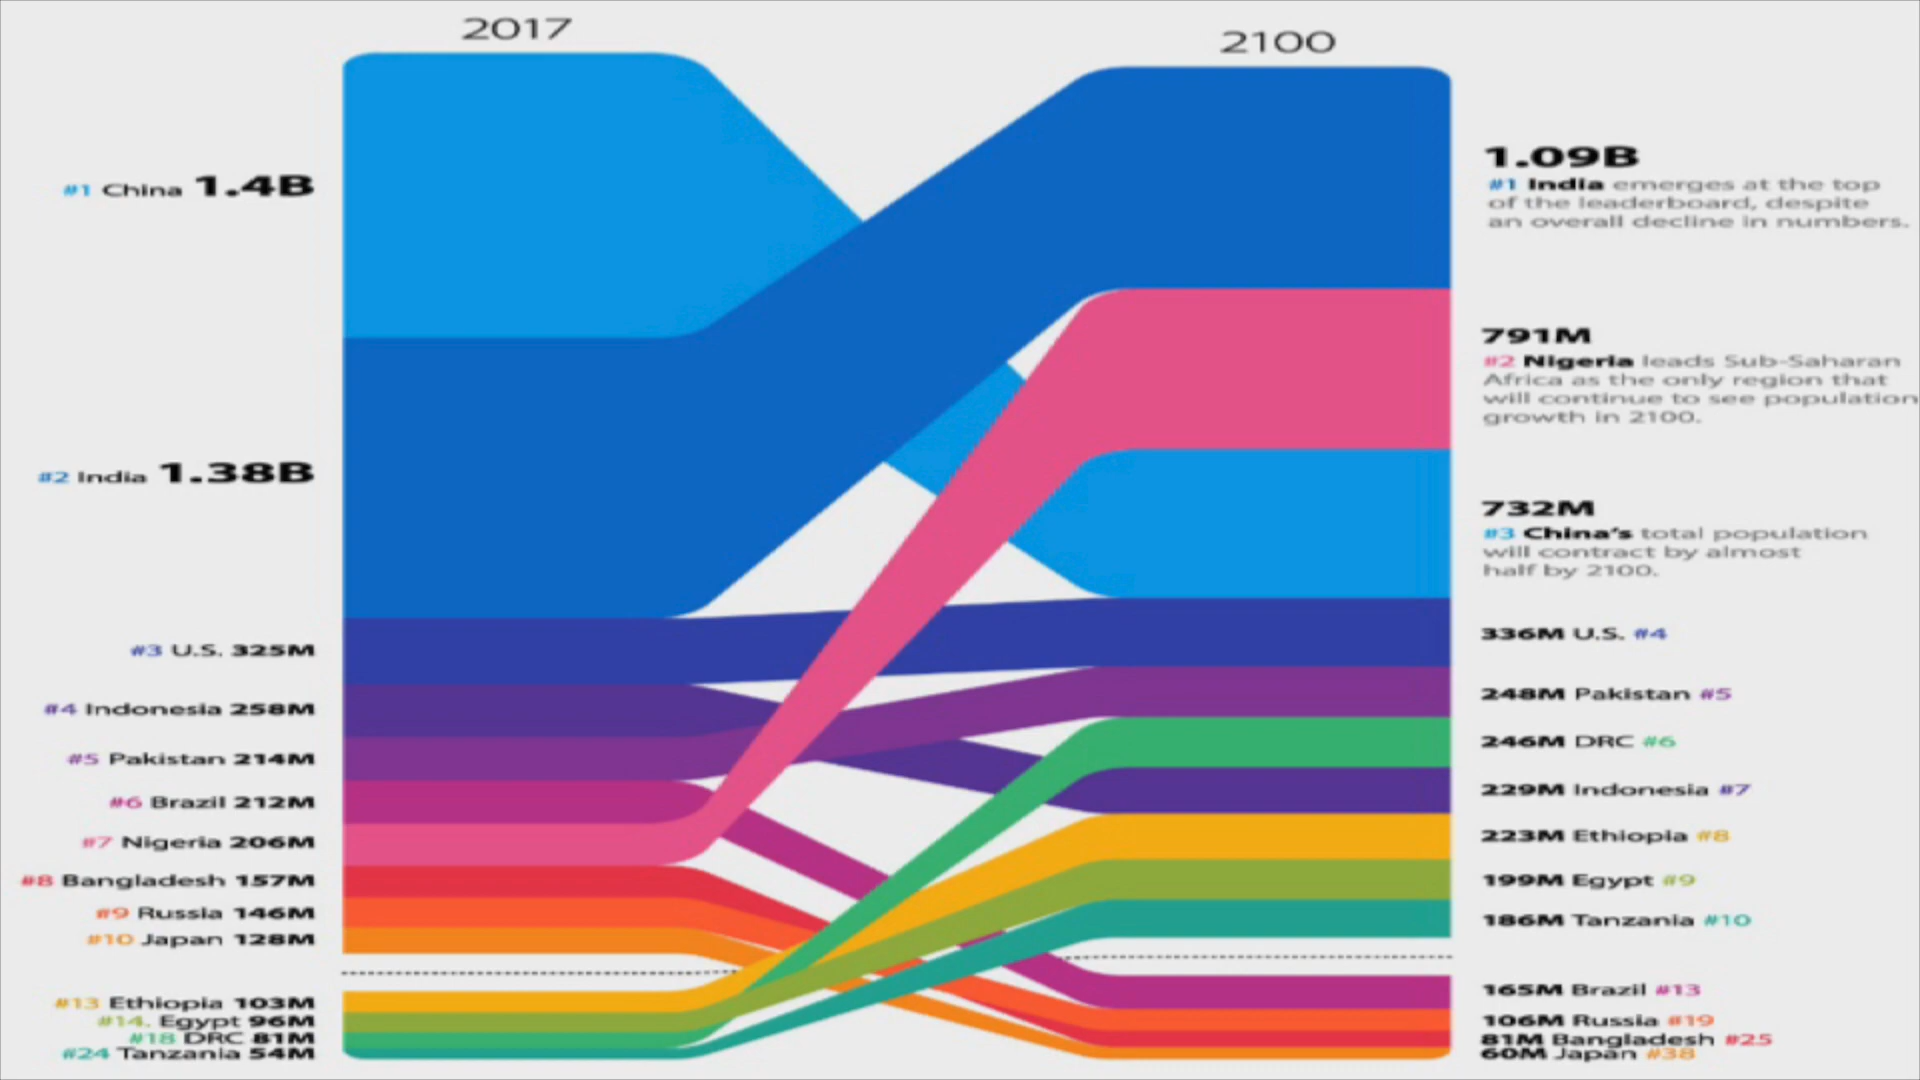 2017
2100
#1 China 1.4B
#2 India 1.38B
#3 U.S. 325M
#4 Indonesia 258M
#5 Pakistan 214M
#6 Brazil 212M
#7 Nigeria 206M
#8 Bangladesh 157M
#9 Russia 146M
#10 Japan 128M
#13 Ethiopia 103M
#14. Egypt 96M
#18 DRC 81M
#24 Tanzania 54M
1.09B
#1 India emerges at the top
of the leaderboard, despite
an overall decline in numbers.
791M
#2 Nigeria leads Sub-Saharan
Africa as the only region that
will continue to see population
growth in 2100.
732M
#3 China's total population
will contract by almost
half by 2100.
336M U.S. #4
248M Pakistan #5
246M DRC #6
229M Indonesia #7
223M Ethiopia #8
199M Egypt #9
186M Tanzania #10
165M Brazil #13
106M Russia #19
81M Bangladesh #25
60M Japan #38